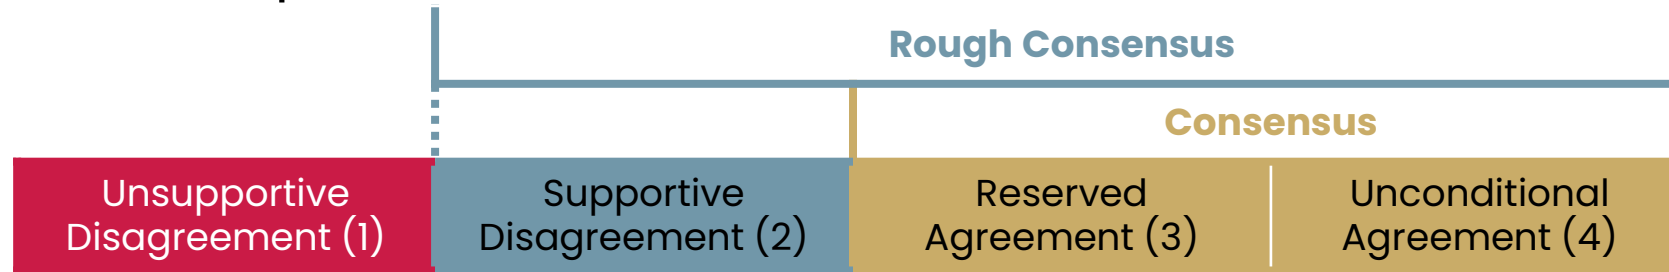 Rough Consensus
Consensus
Unsupportive
Disagreement (1)
Supportive
Disagreement (2)
Reserved
Agreement (3)
Unconditional
Agreement (4)